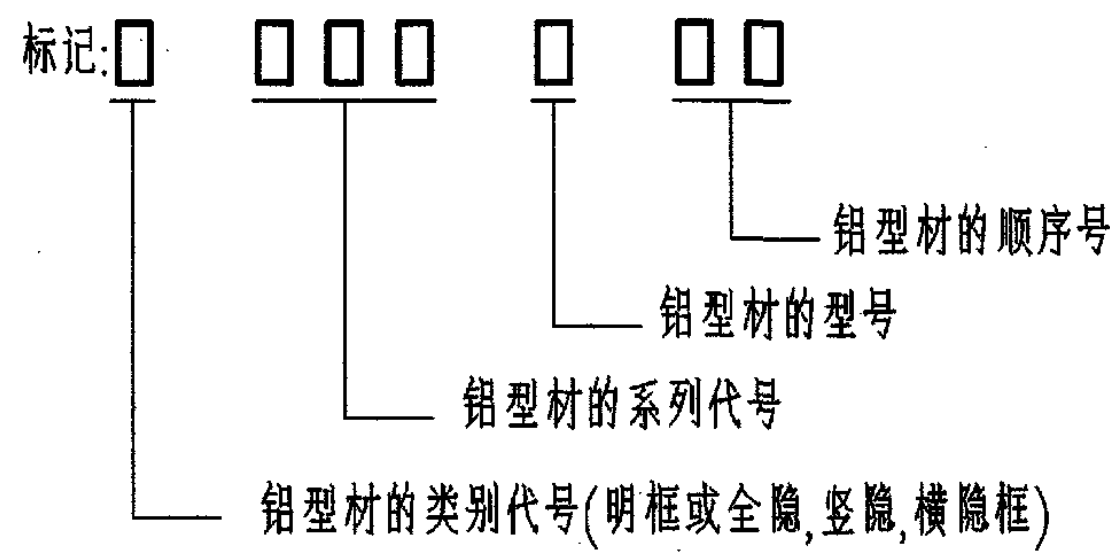 标记:□ □□□ □ □□
铝型材的顺序号
铝型材的型号
铝型材的系列代号
铝型材的类别代号(明框或全隐,竖隐,横隐框)